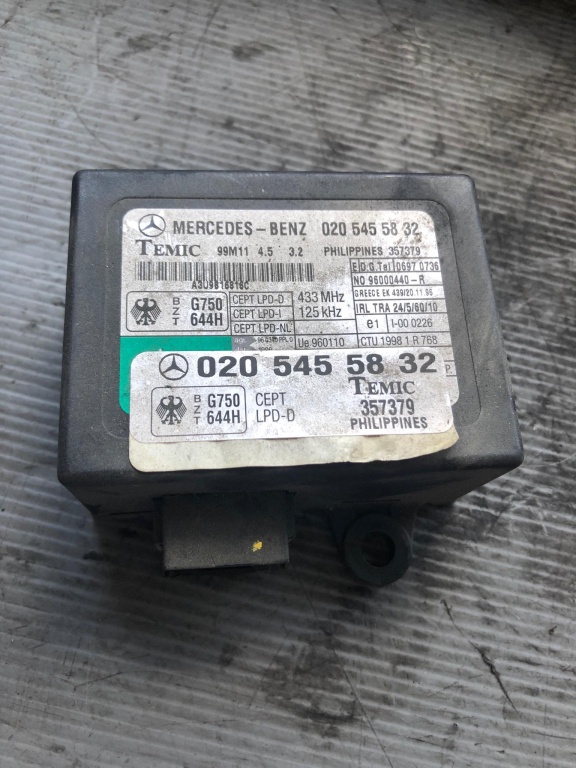 MERCEDES-BENZ 020 545 58 32
TEMIC 99M11 4.5 3.2 PHILIPPINES 357379
A3U9818818C
E D.G.Tel 0697 0736
NO 96000440-R
GREECE EK 439/20.11.96
B Z T G750 644H
CEPT LPD-D
CEPT LPD-I
CEPT LPD-NL
433 MHz
125 kHz
IRL TRA 24/5/60/10
e1 1-00 0226
Ue 960110 CTU 1998 1 R 768
020 545 58 32
B Z T G750 644H
CEPT
LPD-D
TEMIC
357379
PHILIPPINES
P.